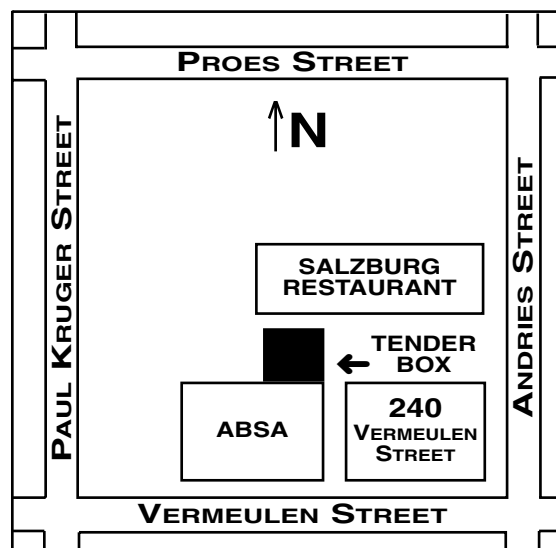 PROES STREET
N
PAUL KRUGER STREET
ANDRIES STREET
SALZBURG
RESTAURANT
TENDER
BOX
ABSA
240
VERMEULEN
STREET
VERMEULEN STREET